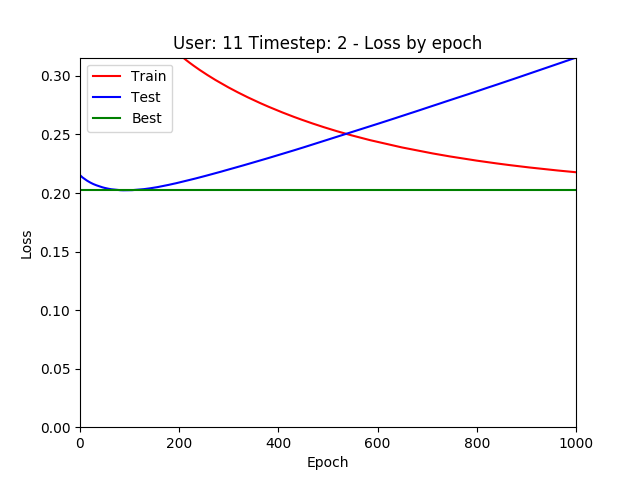 User: 11 Timestep: 2 - Loss by epoch
Train
Test
Best
0.30
0.25
0.20
0.15
0.10
0.05
0.00
Loss
0 200 400 600 800 1000
Epoch